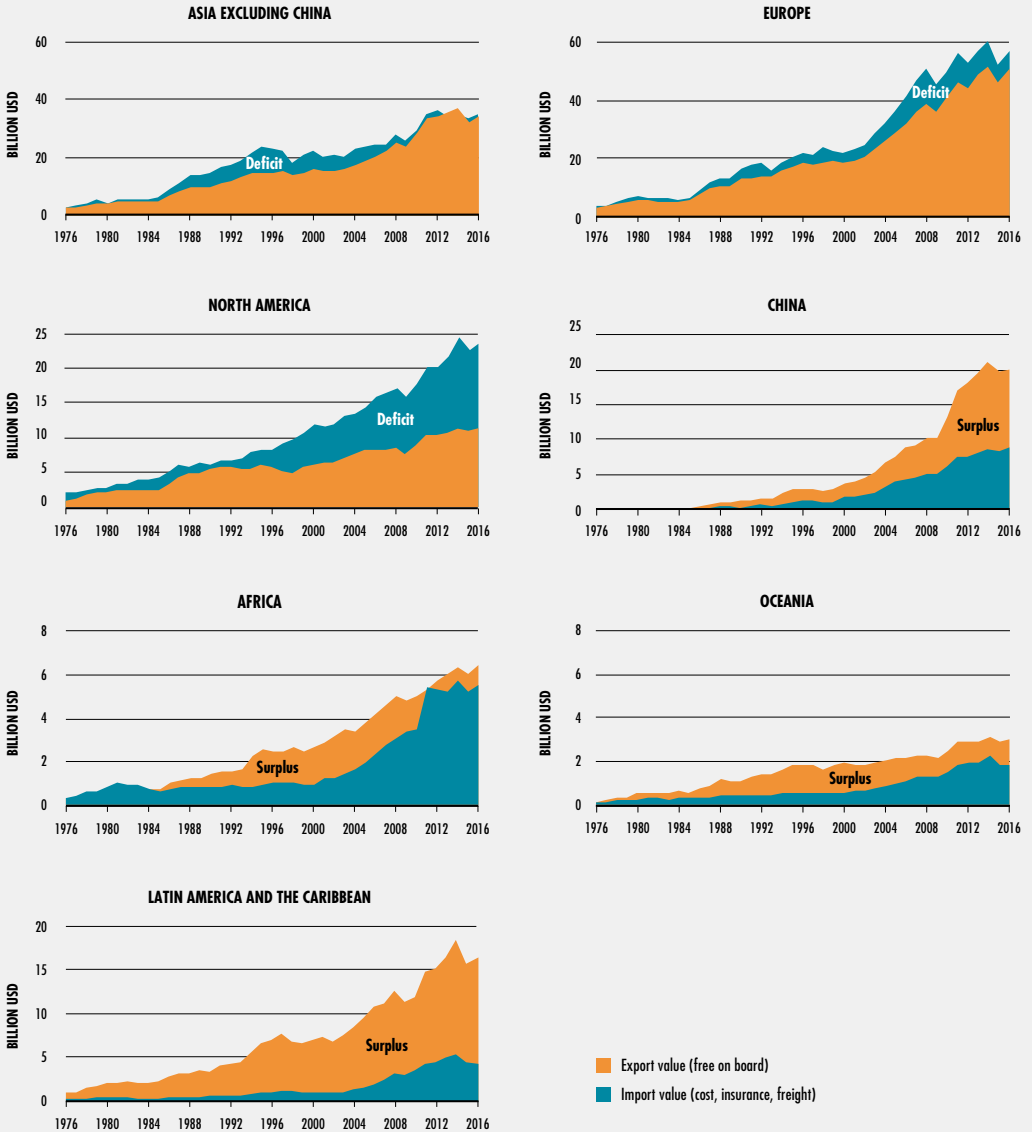 ASIA EXCLUDING CHINA
BILLION USD
60
40
20
0
Deficit
1976 1980 1984 1988 1992 1996 2000 2004 2008 2012 2016
EUROPE
BILLION USD
60
40
20
0
Deficit
1976 1980 1984 1988 1992 1996 2000 2004 2008 2012 2016
NORTH AMERICA
BILLION USD
25
20
15
10
5
0
Deficit
1976 1980 1984 1988 1992 1996 2000 2004 2008 2012 2016
CHINA
BILLION USD
25
20
15
10
5
0
Surplus
1976 1980 1984 1988 1992 1996 2000 2004 2008 2012 2016
AFRICA
BILLION USD
8
6
4
2
0
Surplus
1976 1980 1984 1988 1992 1996 2000 2004 2008 2012 2016
OCEANIA
BILLION USD
8
6
4
2
0
Surplus
1976 1980 1984 1988 1992 1996 2000 2004 2008 2012 2016
LATIN AMERICA AND THE CARIBBEAN
BILLION USD
20
15
10
5
0
Surplus
1976 1980 1984 1988 1992 1996 2000 2004 2008 2012 2016
Export value (free on board)
Import value (cost, insurance, freight)